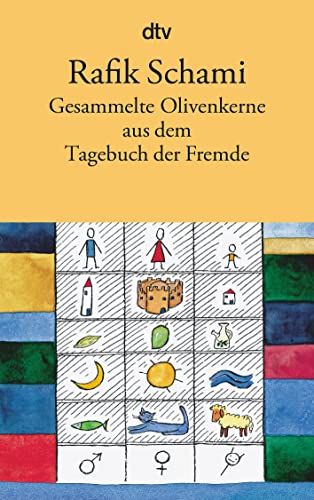 dtv
Rafik Schami
Gesammelte Olivenkerne
aus dem
Tagebuch der Fremde